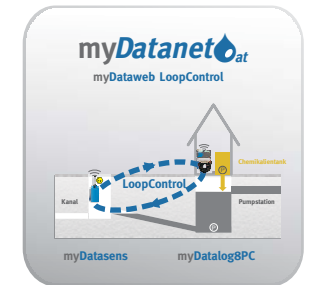 myDatanet at
myDataweb LoopControl
Chemikalientank
P
LoopControl
Kanal
Pumpstation
P
myDatasens myDatalog8PC